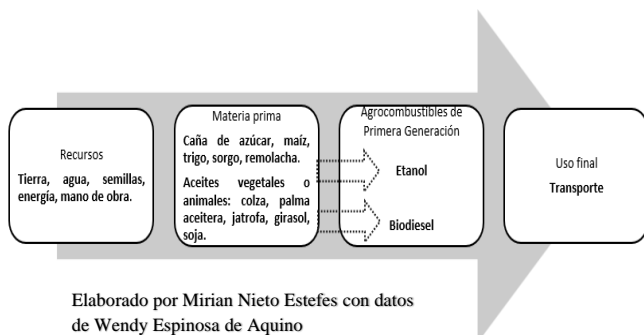 Recursos
Tierra, agua, semillas,
energía, mano de obra.
Materia prima
Caña de azúcar, maíz,
trigo, sorgo, remolacha.
Aceites vegetales o
animales: colza, palma
aceitera, jatrofa, girasol,
soja.
Agrocombustibles de
Primera Generación
Etanol
Biodiesel
Uso final
Transporte
Elaborado por Mirian Nieto Estefes con datos
de Wendy Espinosa de Aquino